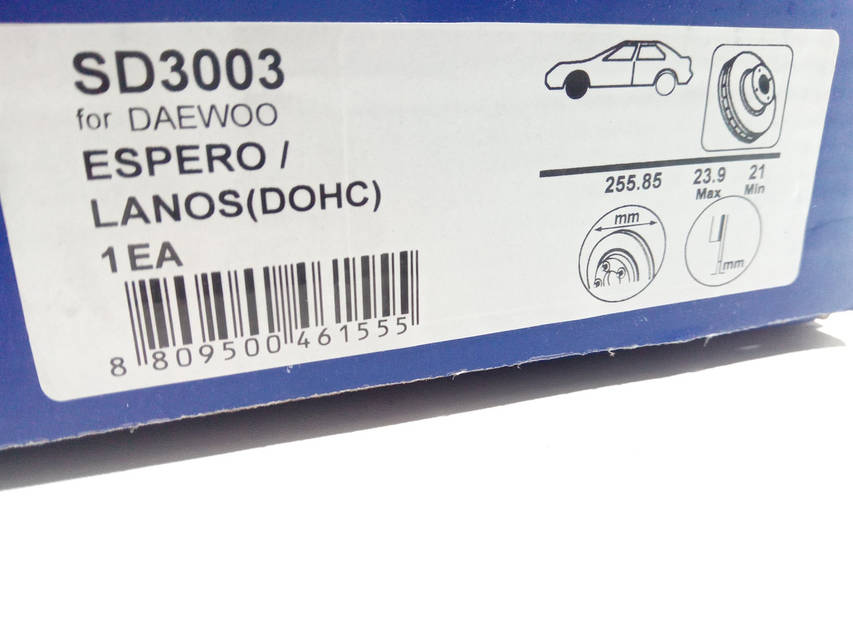 SD3003
for DAEWOO
ESPERO /
LANOS(DOHC)
1EA
8 809500 461555
255.85 23.9 21
Max Min
mm
mm